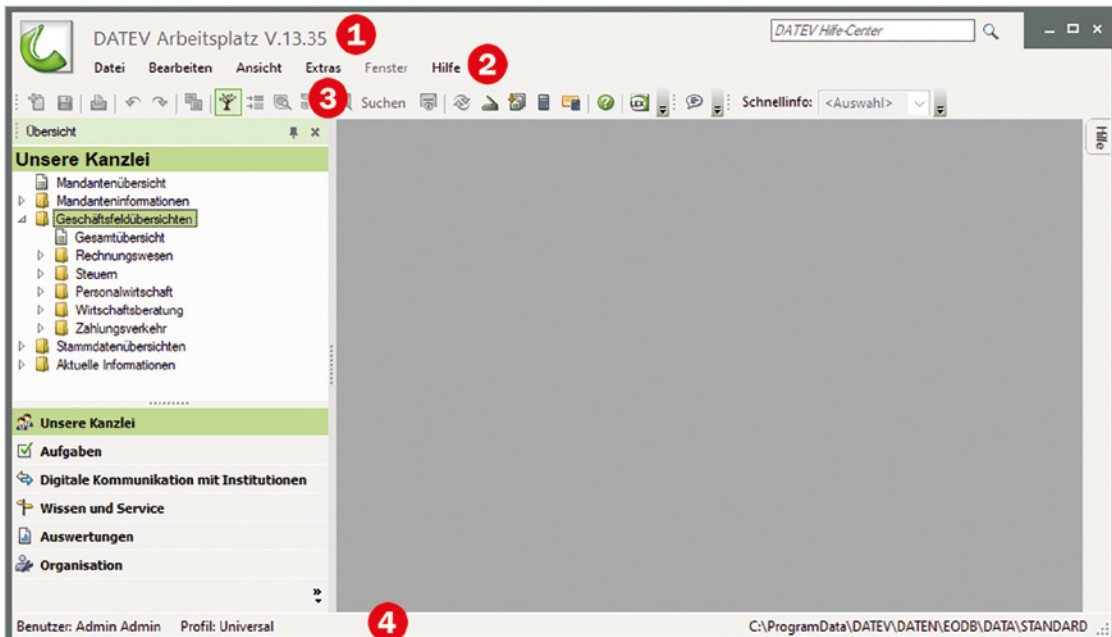 DATEV Arbeitsplatz V.13.35 1
DATEV Hilfe-Center
Datei Bearbeiten Ansicht Extras Fenster Hilfe 2
3 Suchen LEX Schnellinfo: <Auswahl>
Übersicht
Hilfe
Unsere Kanzlei
Mandantenübersicht
Mandanteninformationen
Geschäftsfeldübersichten
Gesamtübersicht
Rechnungswesen
Steuern
Personalwirtschaft
Wirtschaftsberatung
Zahlungsverkehr
Stammdatenübersichten
Aktuelle Informationen
Unsere Kanzlei
Aufgaben
Digitale Kommunikation mit Institutionen
Wissen und Service
Auswertungen
Organisation
Benutzer: Admin Admin Profil: Universal 4 C:\ProgramData\DATEV\DATEN\EODB\DATA\STANDARD